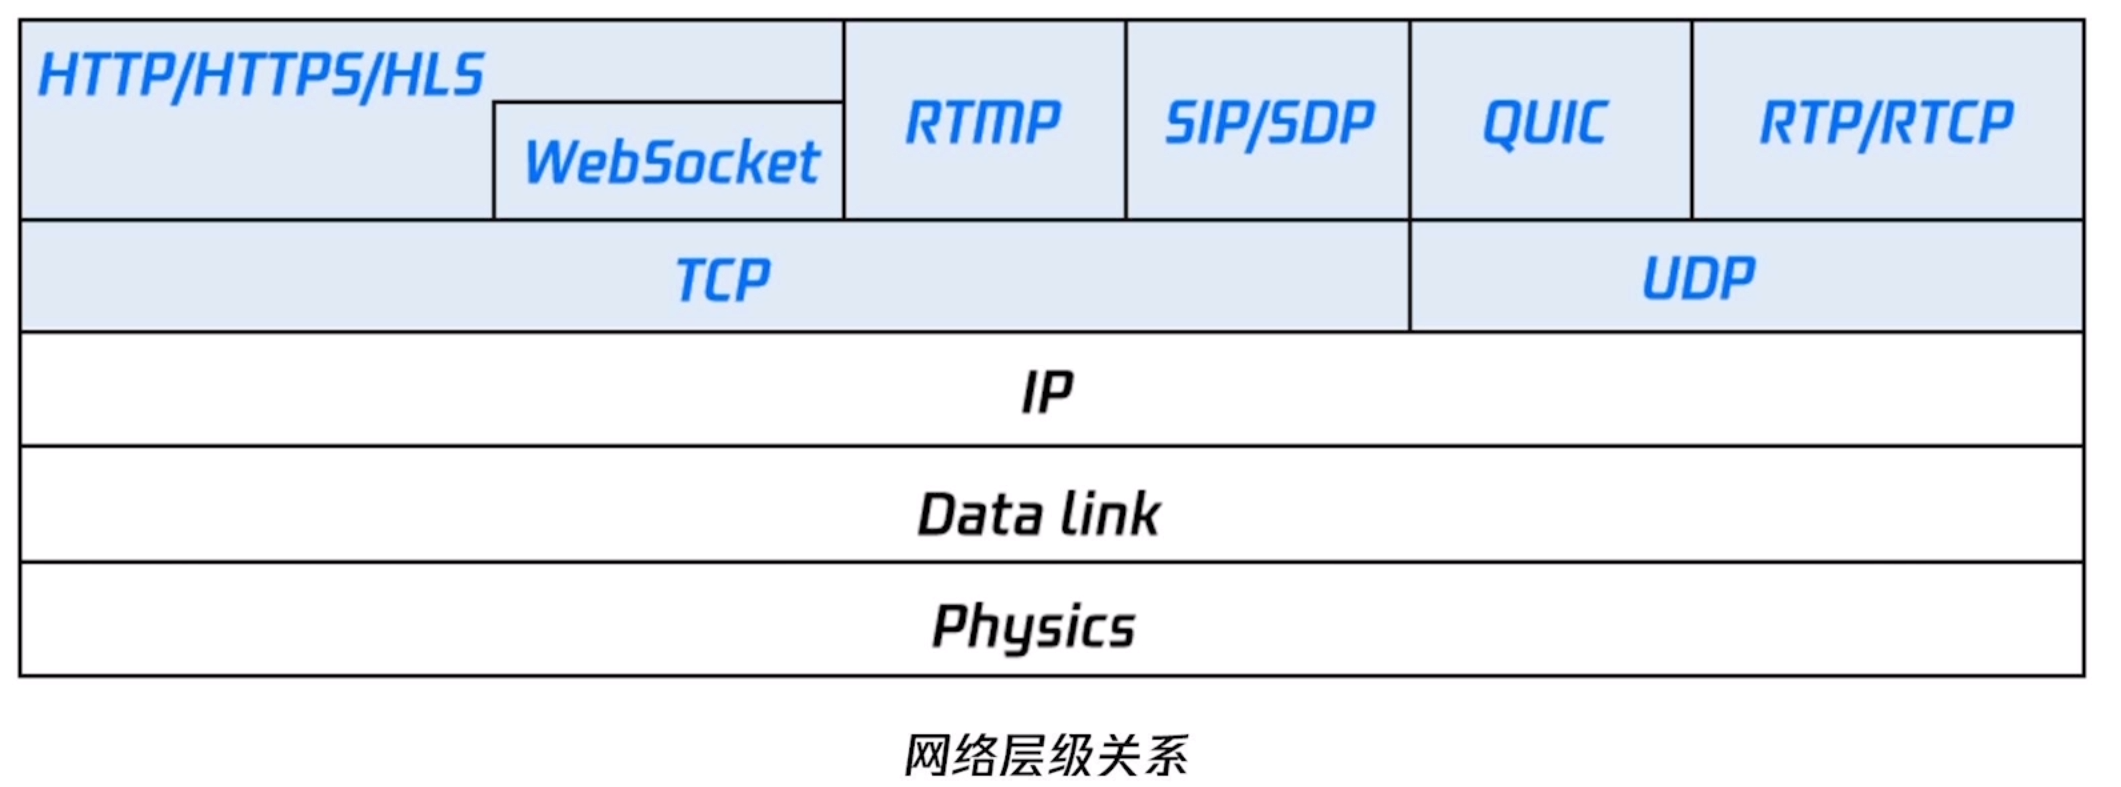 HTTP/HTTPS/HLS
WebSocket
RTMP
SIP/SDP
QUIC
RTP/RTCP
TCP
UDP
IP
Data link
Physics
网络层级关系